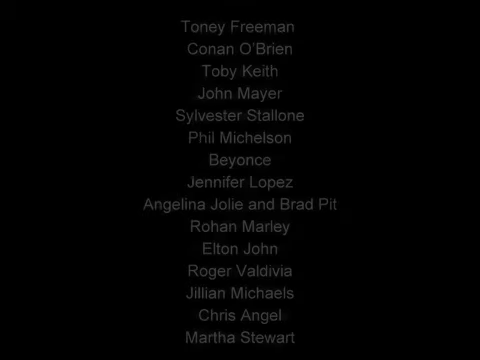 Toney Freeman
Conan O'Brien
Toby Keith
John Mayer
Sylvester Stallone
Phil Michelson
Beyonce
Jennifer Lopez
Angelina Jolie and Brad Pit
Rohan Marley
Elton John
Roger Valdivia
Jillian Michaels
Chris Angel
Martha Stewart